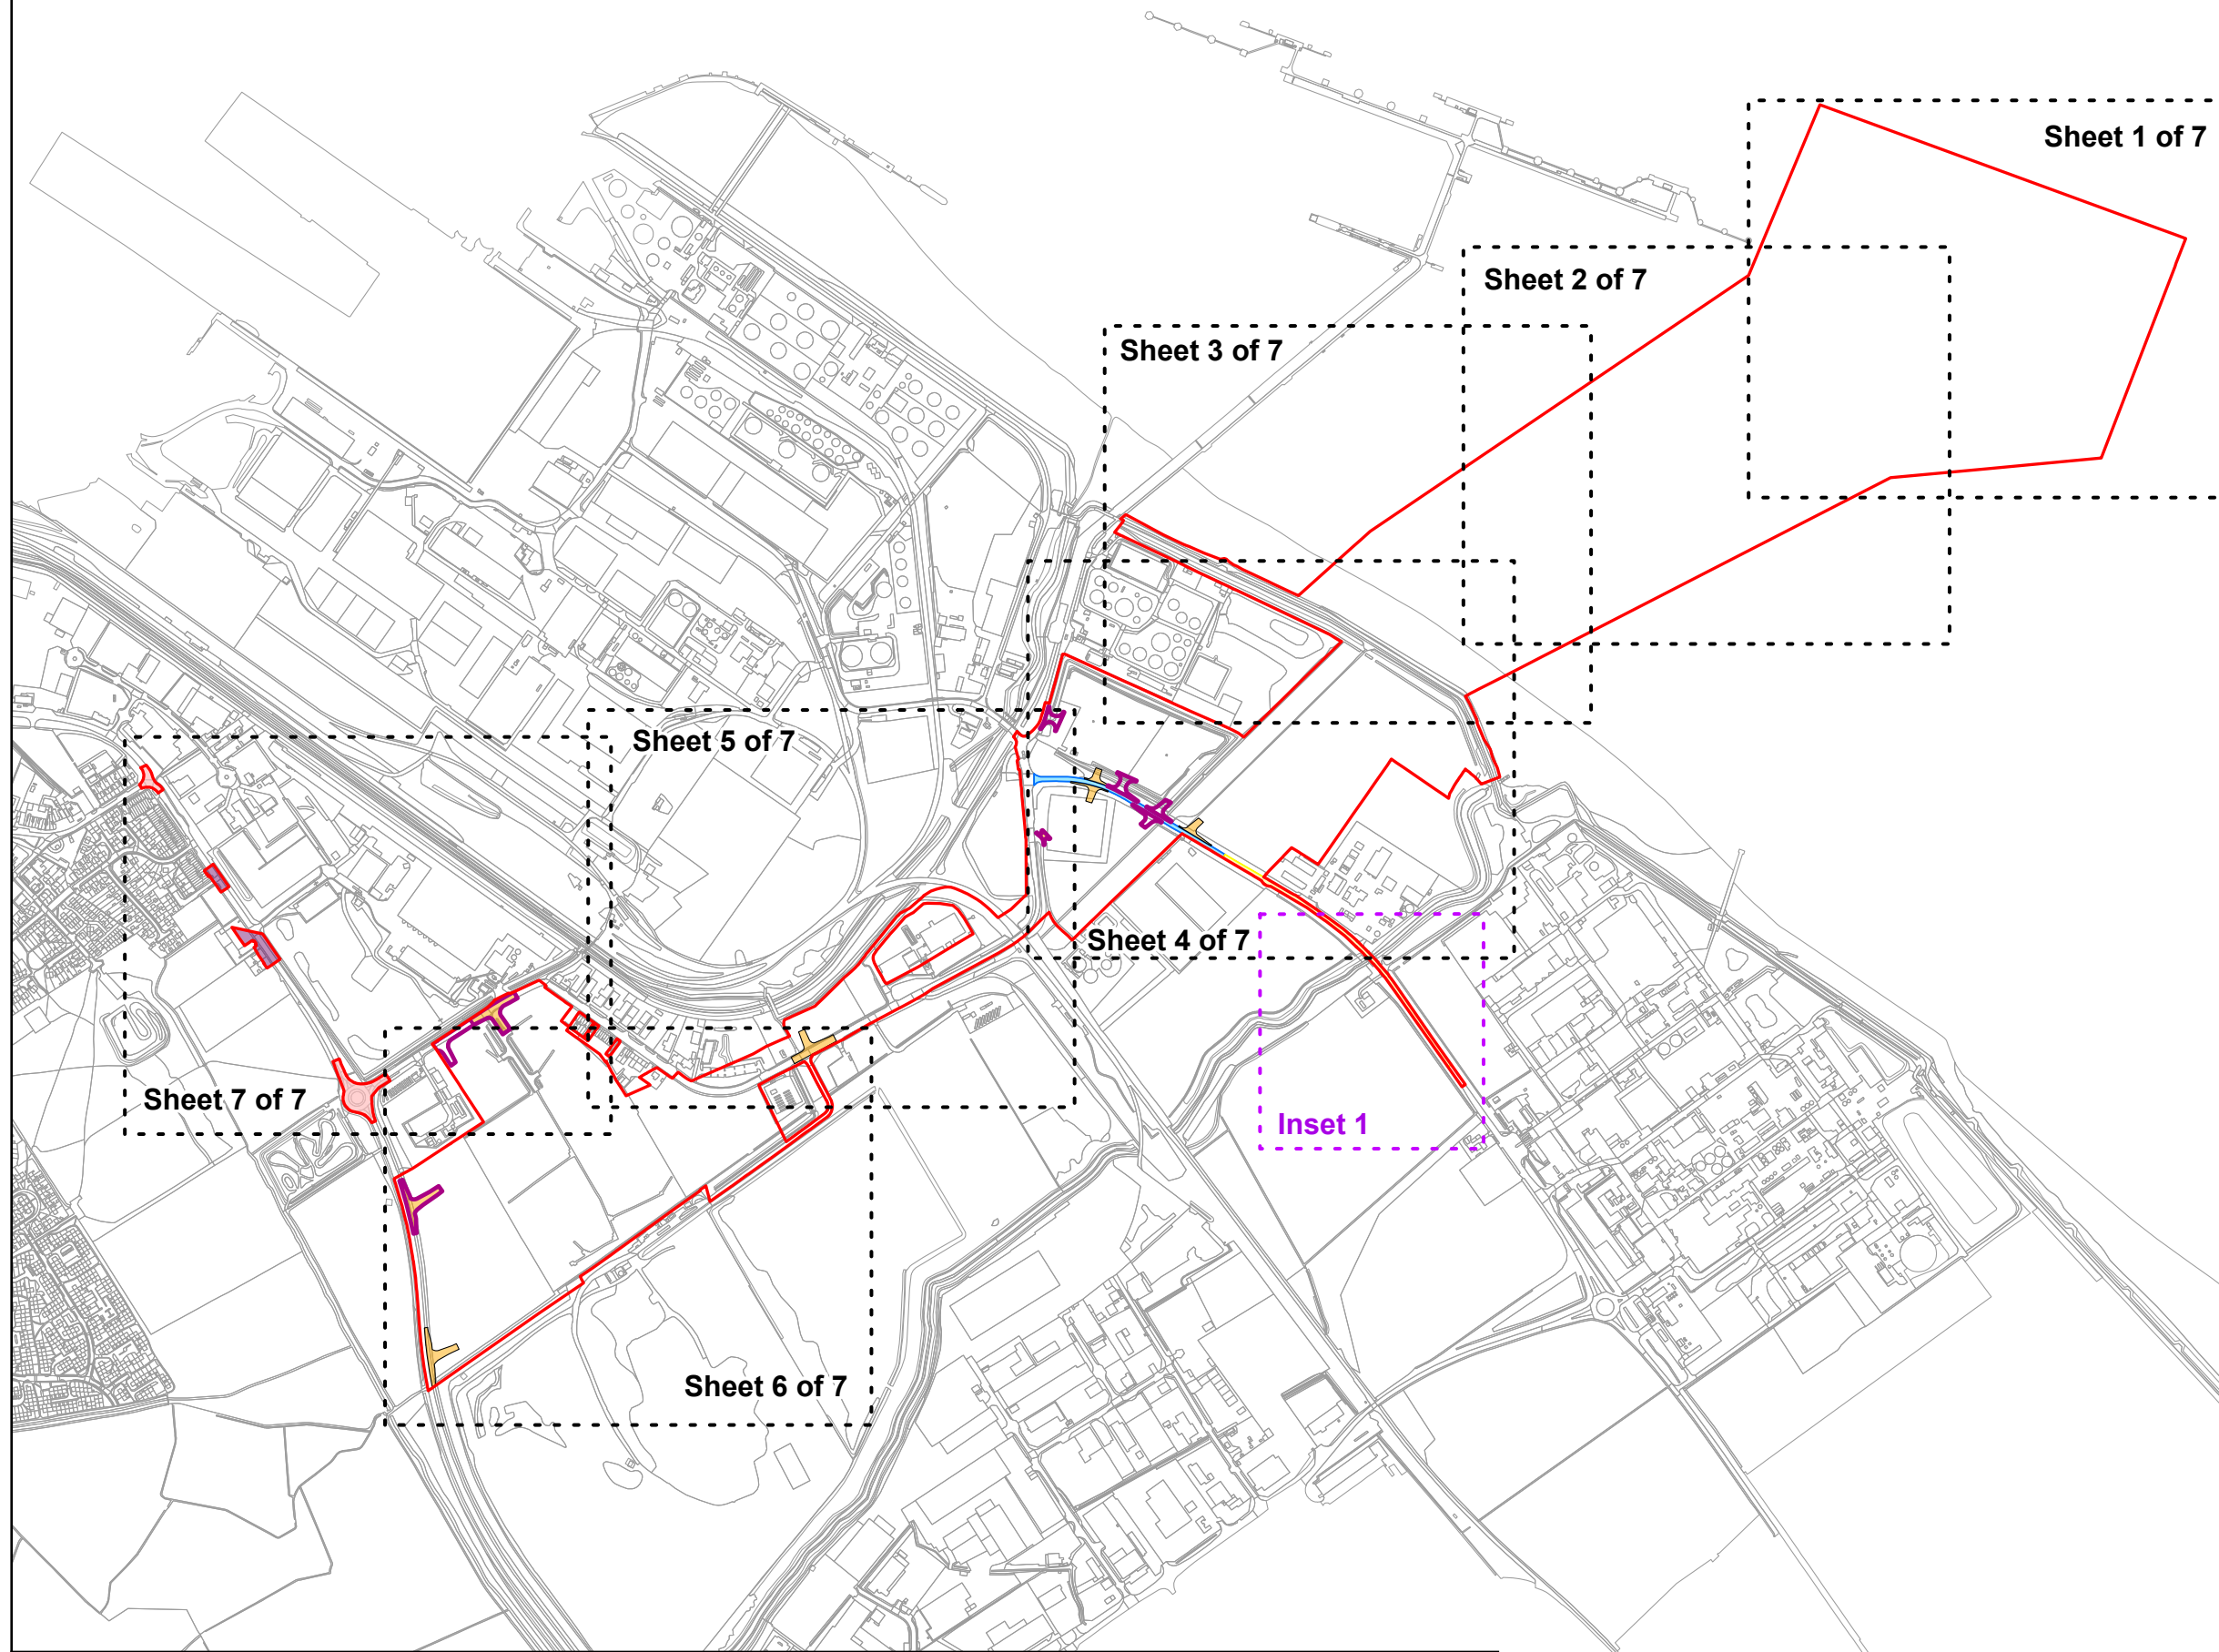 Sheet 1 of 7
Sheet 2 of 7
Sheet 3 of 7
Sheet 5 of 7
Sheet 4 of 7
Sheet 7 of 7
Inset 1
Sheet 6 of 7